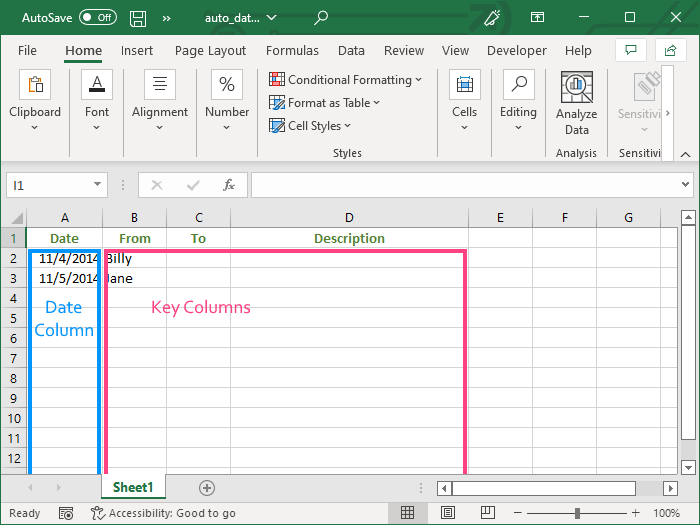 AutoSave Off » auto_dat...
File Home Insert Page Layout Formulas Data Review View Developer Help
Clipboard Font Alignment Number Conditional Formatting Format as Table Cell Styles Cells Editing Analyze Data Sensitivi
Styles Analysis Sensitivi
I1 fx
A B C D E F G
1 Date From To Description
2 11/4/2014 Billy
3 11/5/2014 Jane
4
Date Column
Key Columns
5
6
7
8
9
10
11
12
Sheet1
Ready Accessibility: Good to go 100%